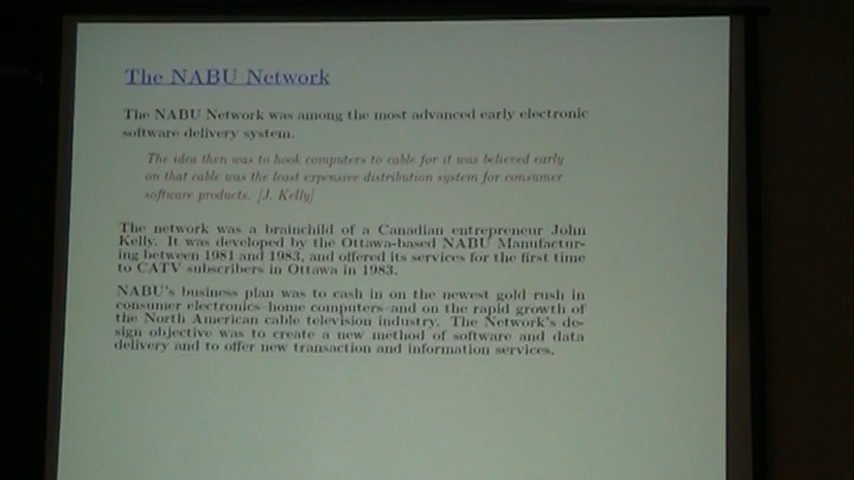 The NABU Network
The NABU Network was among the most advanced early electronic
software delivery system.
The idea then was to hook computers to cable for it was believed early
on that cable was the least expensive distribution system for consumer
software products. [J. Kelly]
The network was a brainchild of a Canadian entrepreneur John
Kelly. It was developed by the Ottawa-based NABU Manufactur-
ing between 1981 and 1983, and offered its services for the first time
to CATV subscribers in Ottawa in 1983.
NABU's business plan was to cash in on the newest gold rush in
consumer electronics–home computers–and on the rapid growth of
the North American cable television industry. The Network's de-
sign objective was to create a new method of software and data
delivery and to offer new transaction and information services.